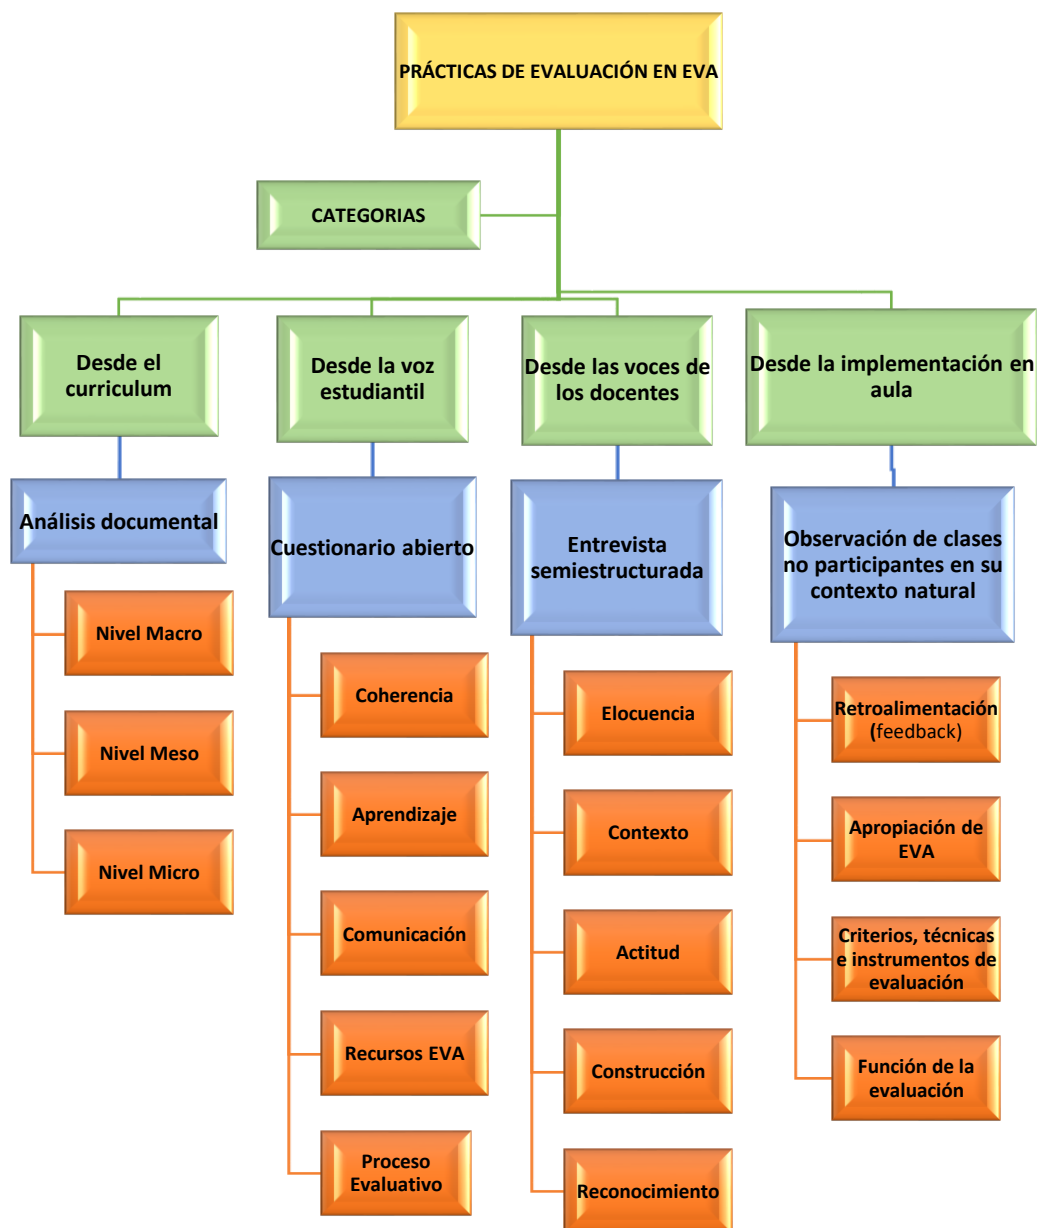 PRÁCTICAS DE EVALUACIÓN EN EVA
CATEGORIAS
Desde el
curriculum
Desde la voz
estudiantil
Desde las voces de
los docentes
Desde la implementación en
aula
Análisis documental
Cuestionario abierto
Entrevista
semiestructurada
Observación de clases
no participantes en su
contexto natural
Nivel Macro
Nivel Meso
Nivel Micro
Coherencia
Aprendizaje
Comunicación
Recursos EVA
Proceso
Evaluativo
Elocuencia
Contexto
Actitud
Construcción
Reconocimiento
Retroalimentación
(feedback)
Apropiación de
EVA
Criterios, técnicas
e instrumentos de
evaluación
Función de la
evaluación